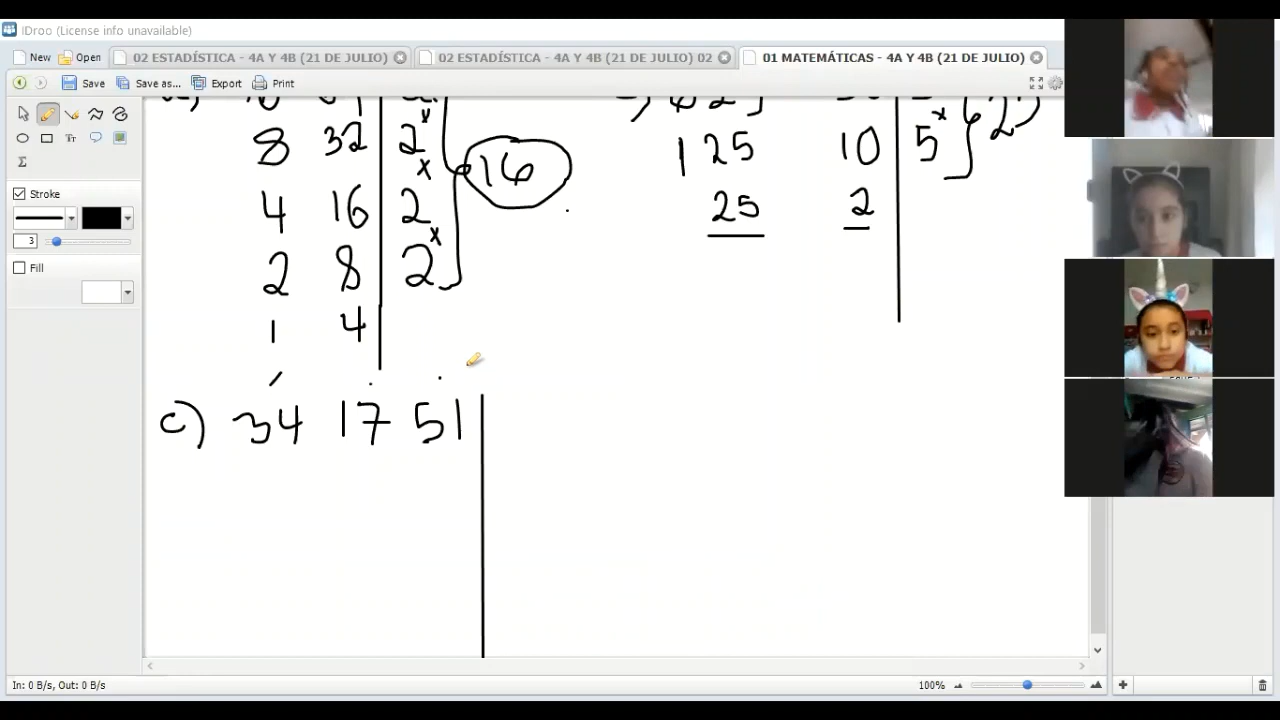 iDroo (License info unavailable)
New Open 02 ESTADÍSTICA - 4A Y 4B (21 DE JULIO) 02 ESTADÍSTICA - 4A Y 4B (21 DE JULIO) 02 01 MATEMÁTICAS - 4A Y 4B (21 DE JULIO)
Save Save as... Export Print
Tr
Σ
Stroke
3
Fill
8 32 2 x
4 16 2 x
2 8 2 x
1 4
16
125 10 5 x
25 2
c) 34 17 51
In: 0 B/s, Out: 0 B/s 100%